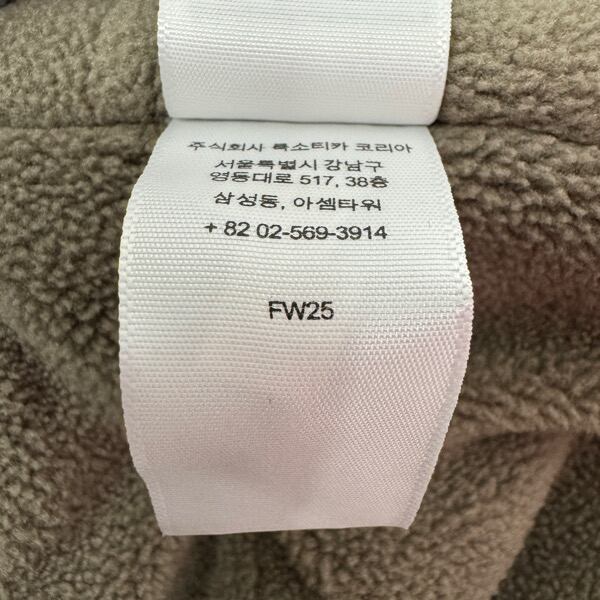 주식회사 룩소티카 코리아
서울특별시 강남구
영동대로 517, 38층
삼성동, 아셈타워
+ 82 02-569-3914
FW25